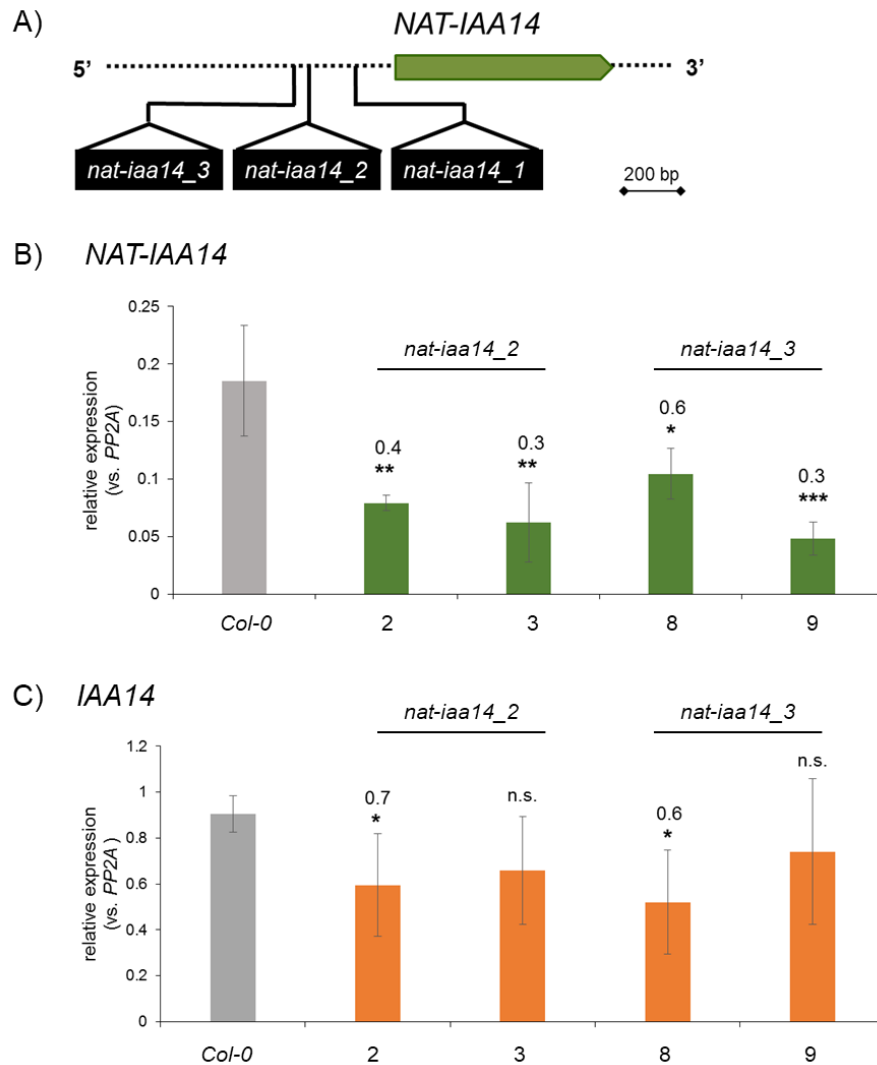 A)
NAT-IAA14
5’
3’
nat-iaa14_3
nat-iaa14_2
nat-iaa14_1
200 bp
B)
NAT-IAA14
relative expression
(vs. PP2A)
0.25
0.2
0.15
0.1
0.05
0
nat-iaa14_2
nat-iaa14_3
0.4
**
0.3
**
0.6
*
0.3
***
Col-0
2
3
8
9
C)
IAA14
relative expression
(vs. PP2A )
1.2
1
0.8
0.6
0.4
0.2
0
nat-iaa14_2
nat-iaa14_3
0.7
*
n.s.
0.6
*
n.s.
Col-0
2
3
8
9